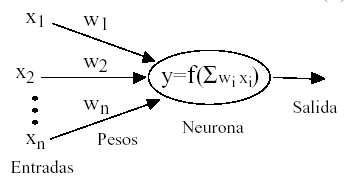 x1 w1
x2 w2 y=f(Σwi xi)
wn Salida
xn Pesos Neurona
Entradas